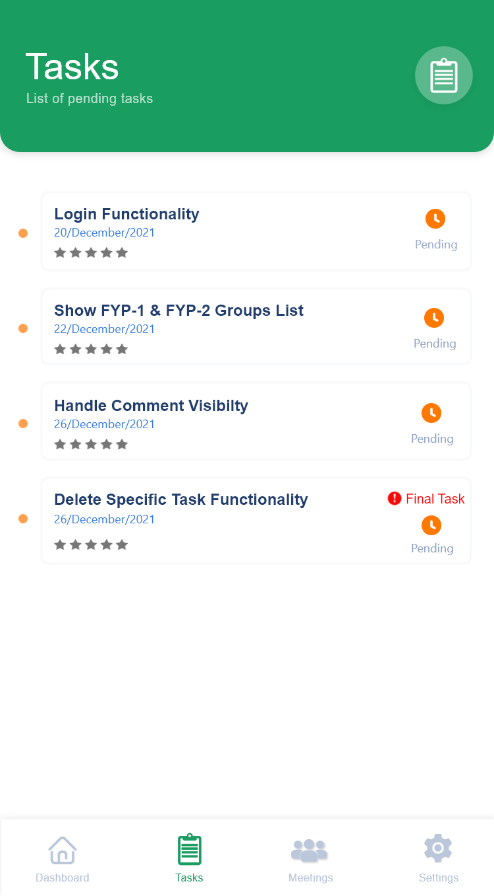 Tasks
List of pending tasks
Login Functionality
20/December/2021
Pending
Show FYP-1 & FYP-2 Groups List
22/December/2021
Pending
Handle Comment Visibilty
26/December/2021
Pending
Delete Specific Task Functionality
Final Task
26/December/2021
Pending
Dashboard
Tasks
Meetings
Settings